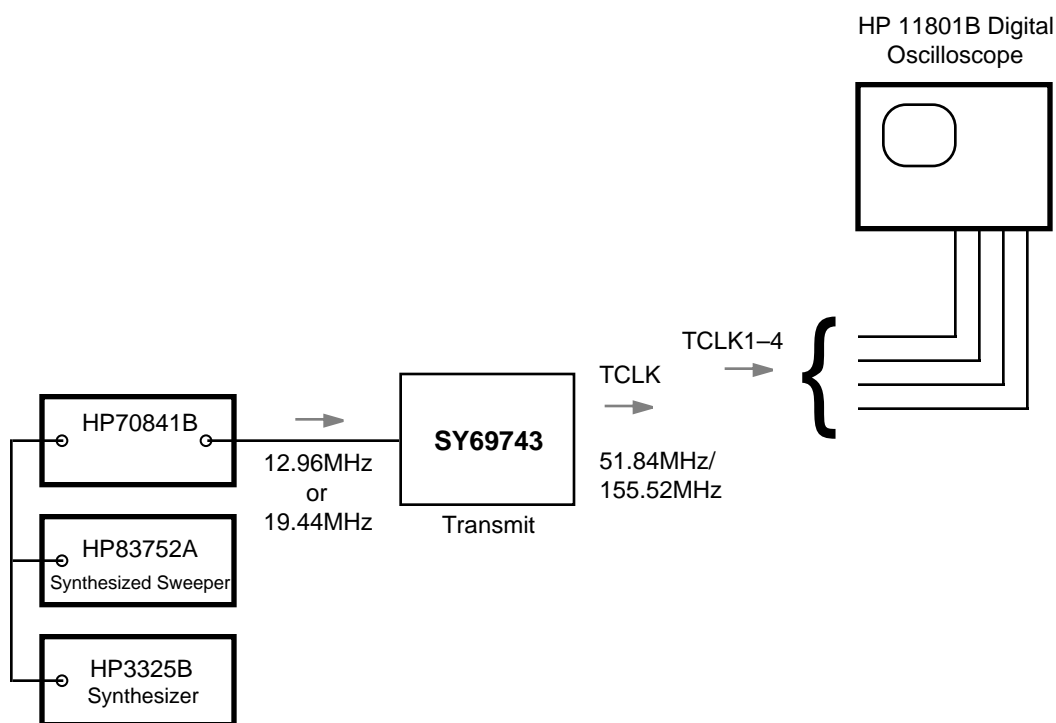 HP 11801B Digital
Oscilloscope
TCLK1–4
TCLK
HP70841B
SY69743
12.96MHz
or
19.44MHz
51.84MHz/
155.52MHz
Transmit
HP83752A
Synthesized Sweeper
HP3325B
Synthesizer